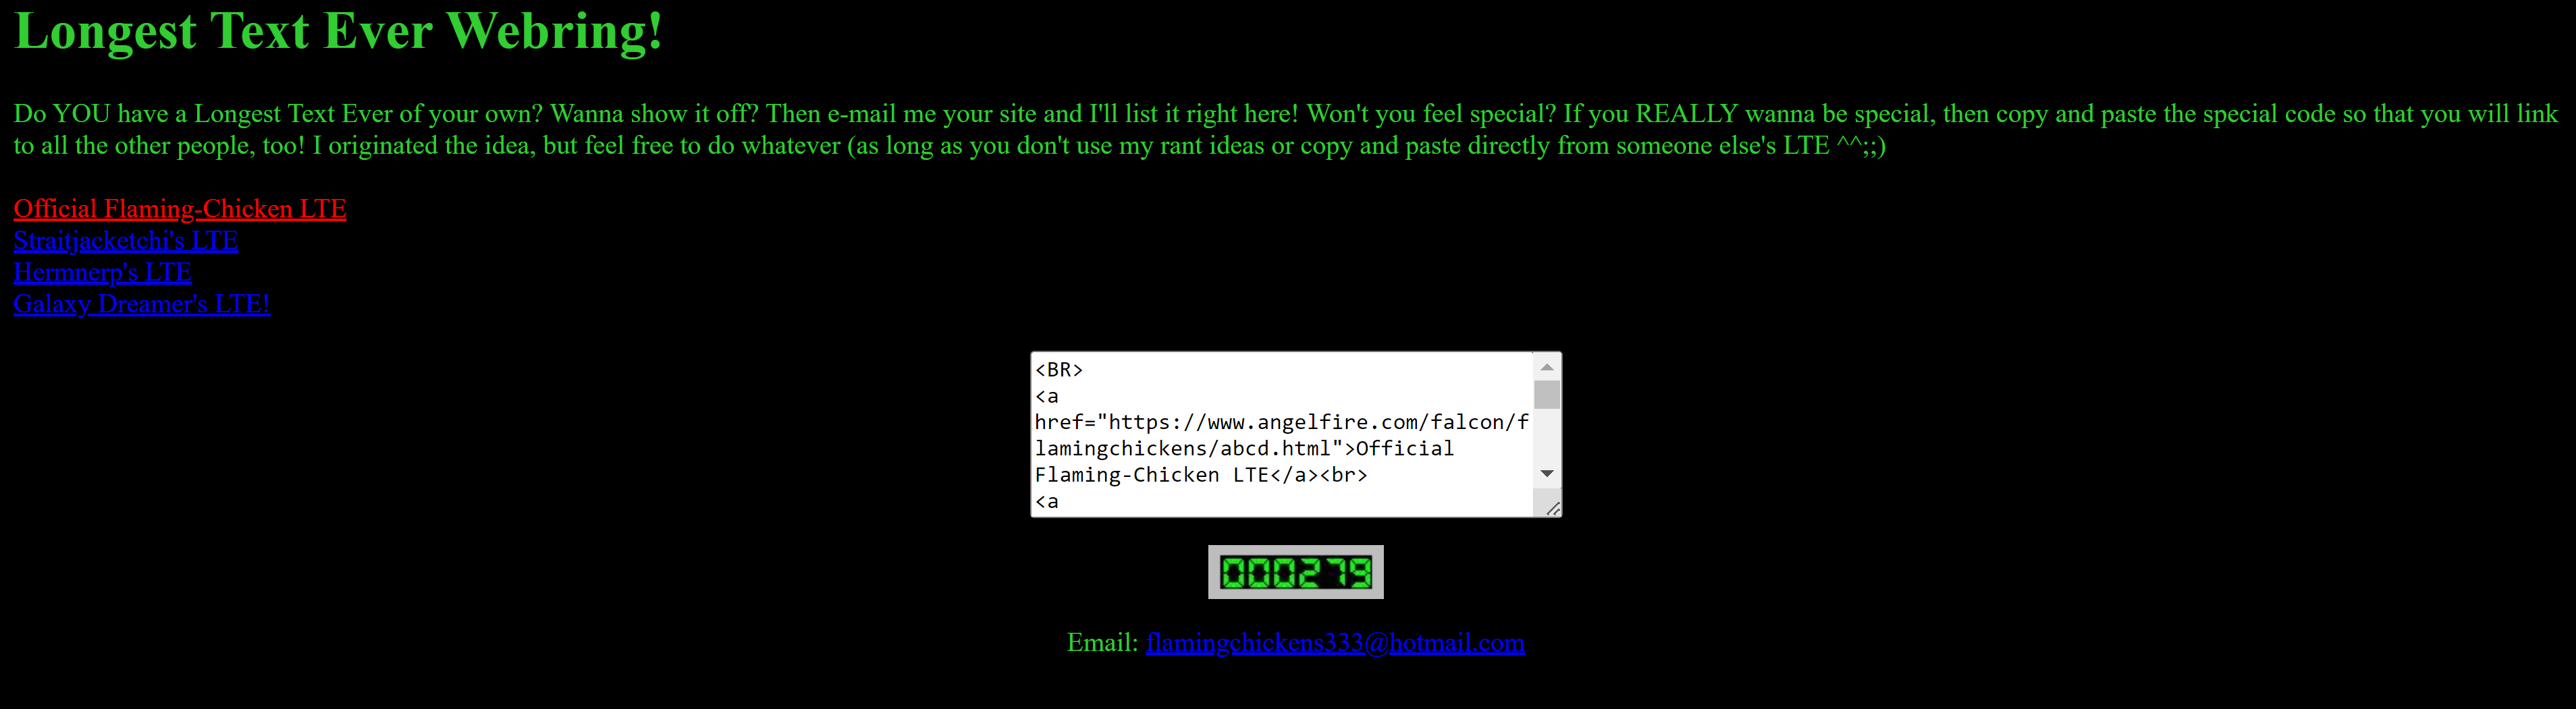 Longest Text Ever Webring!
Do YOU have a Longest Text Ever of your own? Wanna show it off? Then e-mail me your site and I'll list it right here! Won't you feel special? If you REALLY wanna be special, then copy and paste the special code so that you will link
to all the other people, too! I originated the idea, but feel free to do whatever (as long as you don't use my rant ideas or copy and paste directly from someone else's LTE ^^;;)
Official Flaming-Chicken LTE
Straitjacketchi's LTE
Hermnerp's LTE
Galaxy Dreamer's LTE!
<BR>
<a
href="https://www.angelfire.com/falcon/f
lamingchickens/abcd.html">Official
Flaming-Chicken LTE</a><br>
<a
000279
Email: flamingchickens333@hotmail.com